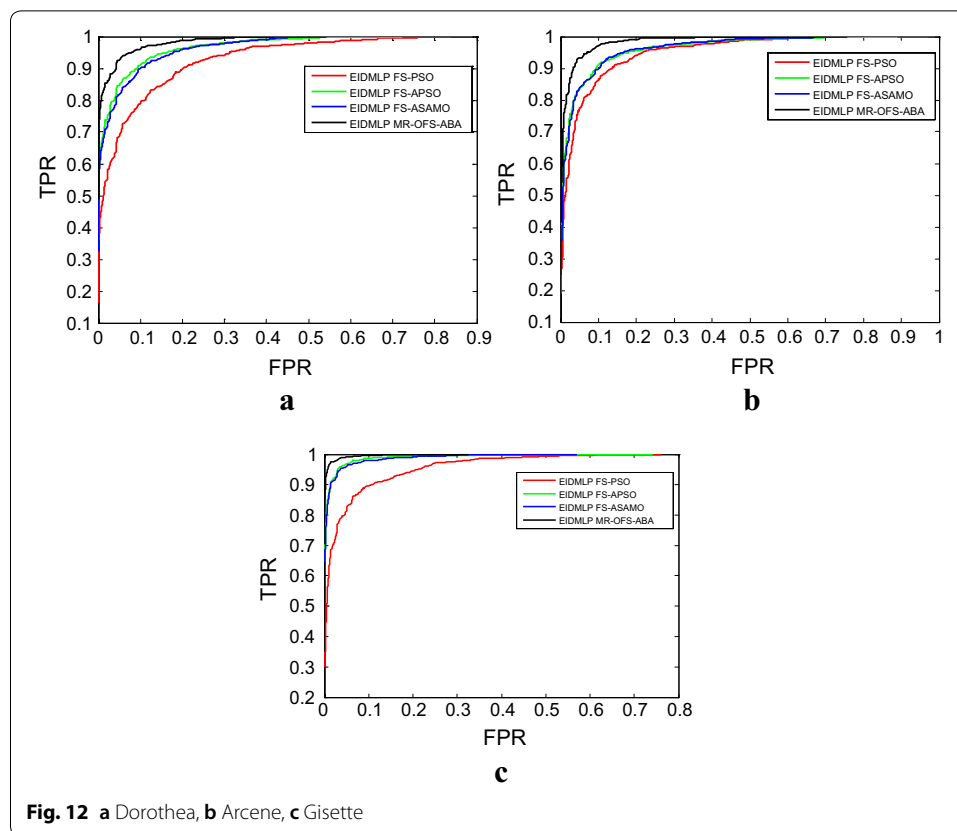 1
0.9
0.8
0.7
0.6
0.5
0.4
0.3
0.2
0.1
TPR
EIDMLP FS-PSO
EIDMLP FS-APSO
EIDMLP FS-ASAMO
EIDMLP MR-OFS-ABA
0 0.1 0.2 0.3 0.4 0.5 0.6 0.7 0.8 0.9
FPR
a
1
0.9
0.8
0.7
0.6
0.5
0.4
0.3
0.2
0.1
TPR
EIDMLP FS-PSO
EIDMLP FS-APSO
EIDMLP FS-ASAMO
EIDMLP MR-OFS-ABA
0 0.1 0.2 0.3 0.4 0.5 0.6 0.7 0.8 0.9 1
FPR
b
1
0.9
0.8
0.7
0.6
0.5
0.4
0.3
0.2
TPR
EIDMLP FS-PSO
EIDMLP FS-APSO
EIDMLP FS-ASAMO
EIDMLP MR-OFS-ABA
0 0.1 0.2 0.3 0.4 0.5 0.6 0.7 0.8
FPR
c
Fig. 12 a Dorothea, b Arcene, c Gisette